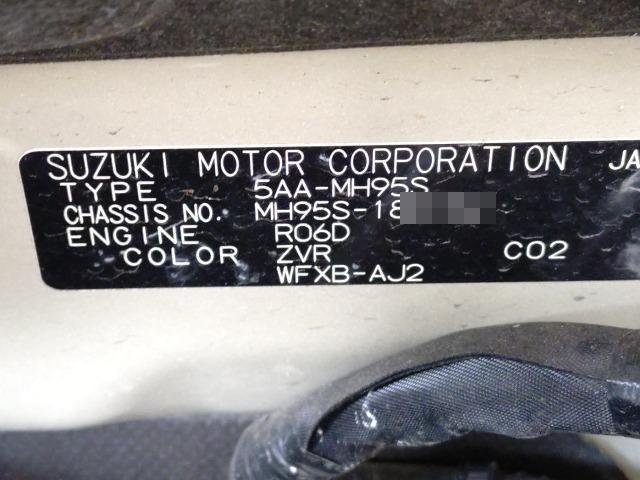 SUZUKI MOTOR CORPORATION JA
TYPE 5AA-MH95S
CHASSIS NO. MH95S-18
ENGINE R06D
COLOR ZVR C02
WFXB-AJ2